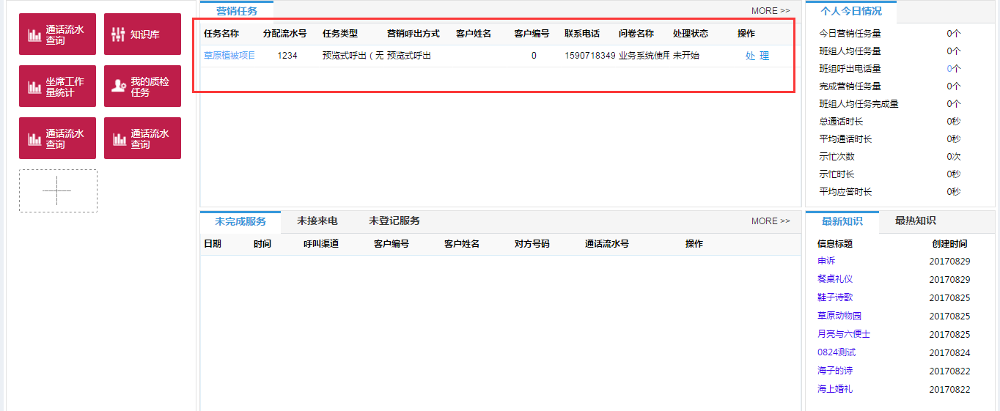 通话流水
查询
知识库
坐席工作
量统计
我的质检
任务
通话流水
查询
通话流水
查询
营销任务 MORE >>
任务名称 分配流水号 任务类型 营销呼出方式 客户姓名 客户编号 联系电话 问卷名称 处理状态 操作
草原植被项目 1234 预览式呼出（无 预览式呼出 0 1590718349 业务系统使用 未开始 处 理
未完成服务 未接来电 未登记服务 MORE >>
日期 时间 呼叫渠道 客户编号 客户姓名 对方号码 通话流水号 操作
个人今日情况
今日营销任务量 0个
班组人均任务量 0个
班组呼出电话量 0个
完成营销任务量 0个
班组人均任务完成量 0个
总通话时长 0秒
平均通话时长 0秒
示忙次数 0次
示忙时长 0秒
平均应答时长 0秒
最新知识 最热知识
信息标题 创建时间
申诉 20170829
餐桌礼仪 20170829
鞋子诗歌 20170825
草原动物园 20170825
月亮与六便士 20170825
0824测试 20170824
海子的诗 20170822
海上婚礼 20170822